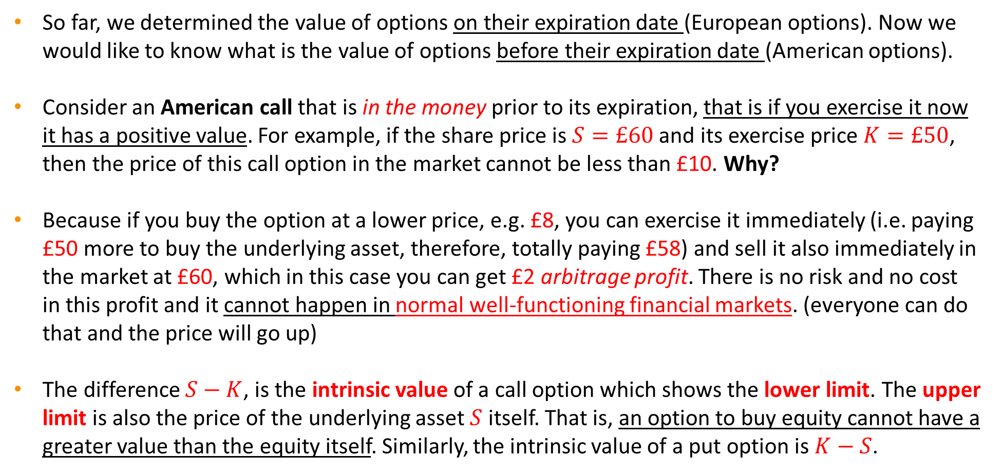 • So far, we determined the value of options on their expiration date (European options). Now we
would like to know what is the value of options before their expiration date (American options).
• Consider an American call that is in the money prior to its expiration, that is if you exercise it now
it has a positive value. For example, if the share price is S = £60 and its exercise price K = £50,
then the price of this call option in the market cannot be less than £10. Why?
• Because if you buy the option at a lower price, e.g. £8, you can exercise it immediately (i.e. paying
£50 more to buy the underlying asset, therefore, totally paying £58) and sell it also immediately in
the market at £60, which in this case you can get £2 arbitrage profit. There is no risk and no cost
in this profit and it cannot happen in normal well-functioning financial markets. (everyone can do
that and the price will go up)
• The difference S − K, is the intrinsic value of a call option which shows the lower limit. The upper
limit is also the price of the underlying asset S itself. That is, an option to buy equity cannot have a
greater value than the equity itself. Similarly, the intrinsic value of a put option is K − S.